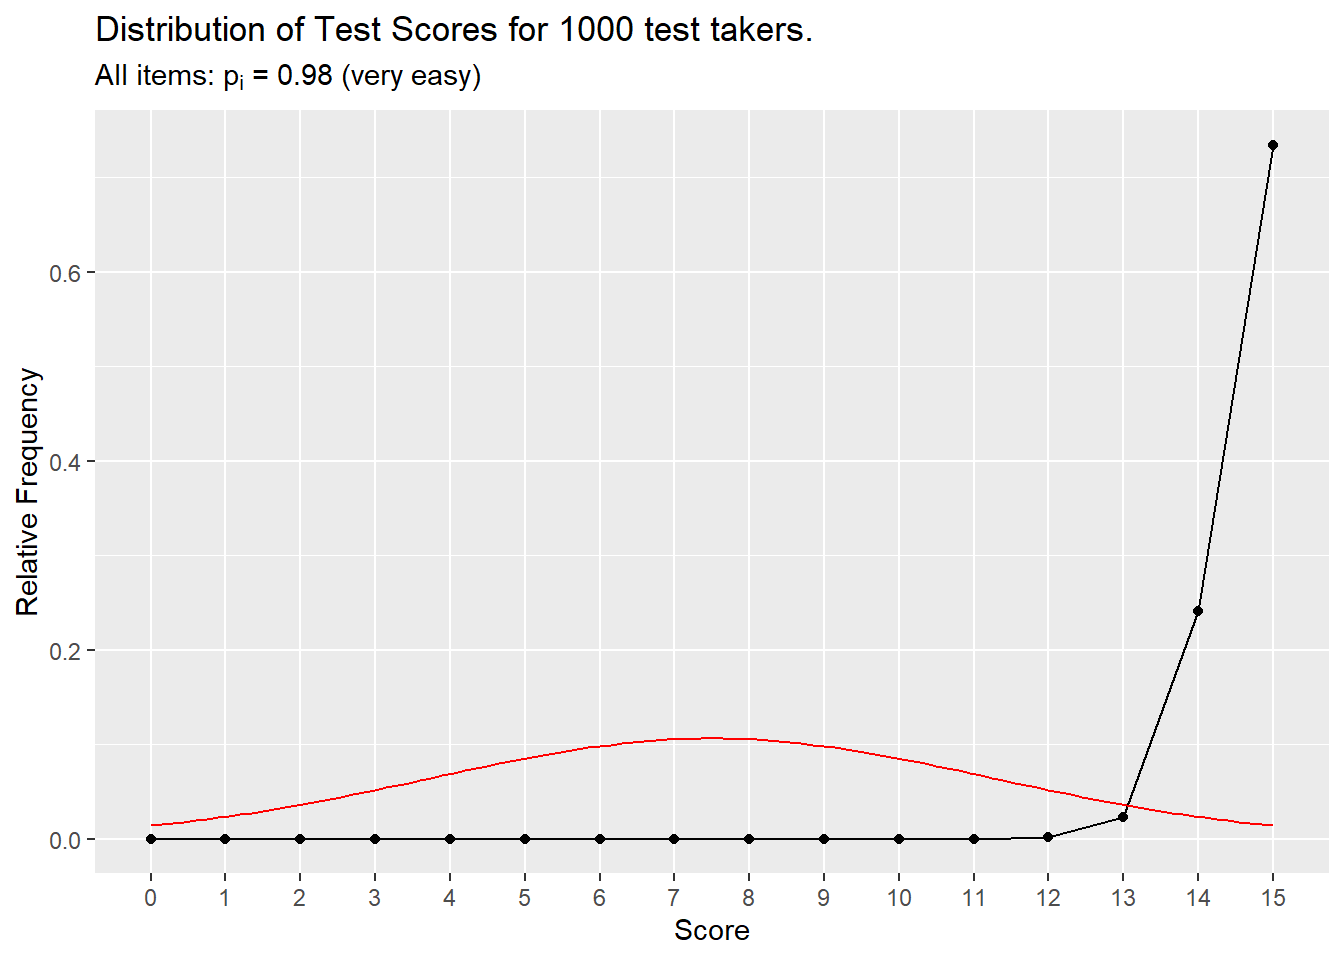 Distribution of Test Scores for 1000 test takers.
All items: pᵢ = 0.98 (very easy)
Relative Frequency
0.6
0.4
0.2
0.0
0 1 2 3 4 5 6 7 8 9 10 11 12 13 14 15
Score